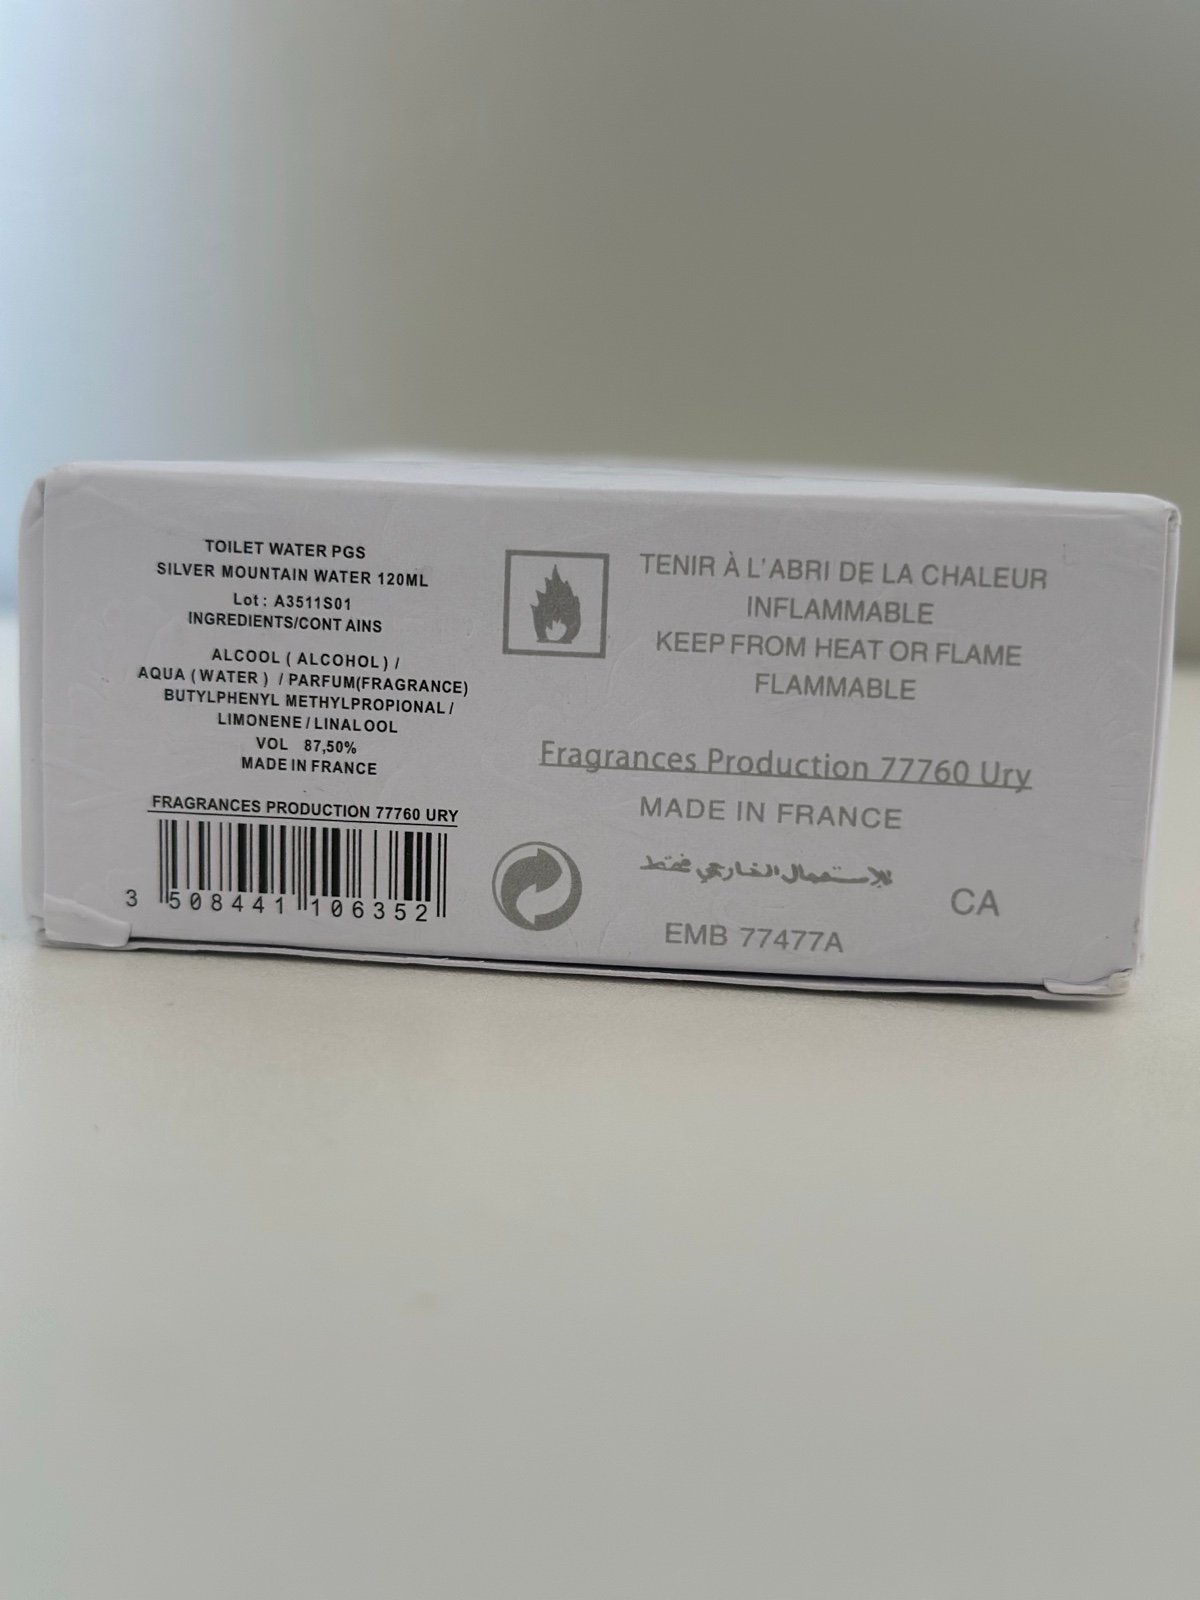 TOILET WATER PGS
SILVER MOUNTAIN WATER 120ML
Lot : A3511S01
INGREDIENTS/CONT AINS
ALCOOL ( ALCOHOL ) /
AQUA ( WATER ) / PARFUM(FRAGRANCE)
BUTYLPHENYL METHYLPROPIONAL /
LIMONENE / LINALOOL
VOL 87,50%
MADE IN FRANCE
FRAGRANCES PRODUCTION 77760 URY
3 508441 106352
TENIR À L'ABRI DE LA CHALEUR
INFLAMMABLE
KEEP FROM HEAT OR FLAME
FLAMMABLE
Fragrances Production 77760 Ury
MADE IN FRANCE
للإستعمال الخارجي فقط
CA
EMB 77477A